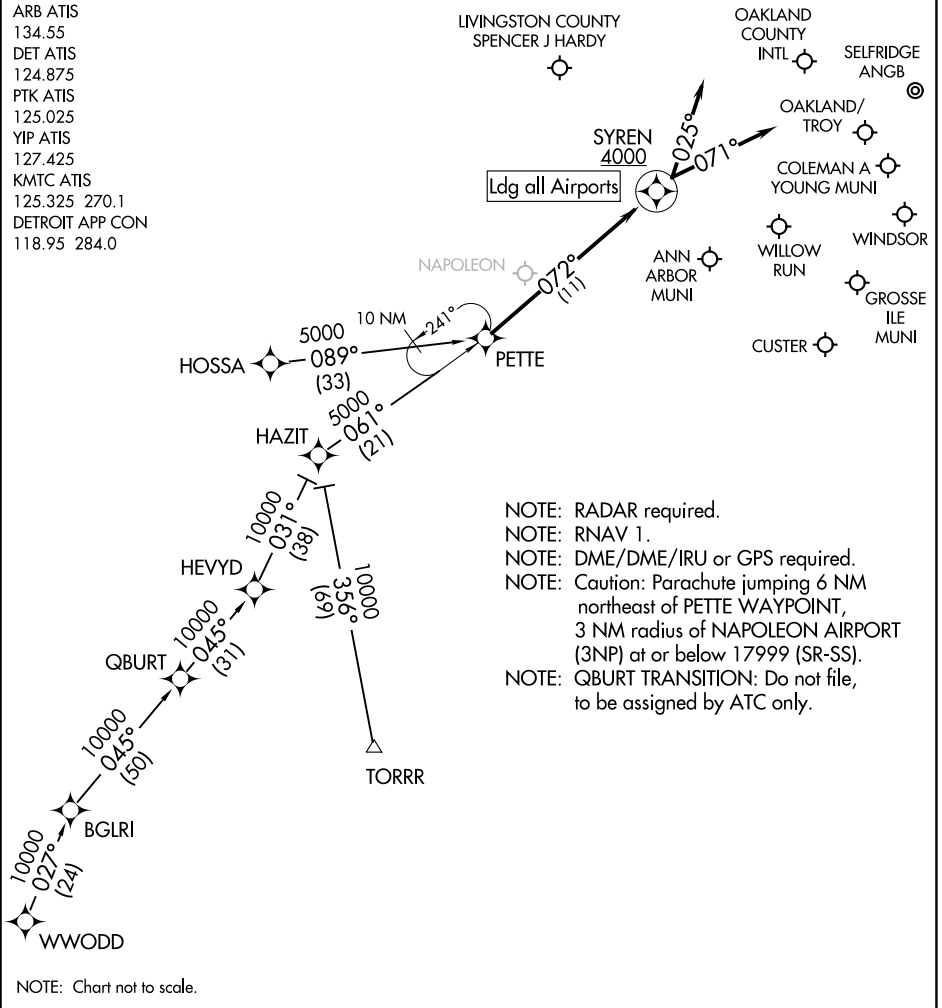 ARB ATIS
134.55
DET ATIS
124.875
PTK ATIS
125.025
YIP ATIS
127.425
KMTC ATIS
125.325 270.1
DETROIT APP CON
118.95 284.0
LIVINGSTON COUNTY
SPENCER J HARDY
OAKLAND
COUNTY
INTL
SELFRIDGE
ANGB
OAKLAND/
TROY
SYREN
4000
025°
071°
Ldg all Airports
COLEMAN A
YOUNG MUNI
WINDSOR
WILLOW
RUN
ANN
ARBOR
MUNI
GROSSE
ILE
MUNI
CUSTER
NAPOLEON
072°
(11)
10 NM
241°
HOSSA
5000
089°
(33)
PETTE
5000
061°
(21)
HAZIT
10000
031°
(38)
HEVYD
10000
356°
(69)
TORRR
10000
045°
(31)
QBURT
10000
045°
(50)
BGLRI
10000
027°
(24)
WWODD
NOTE: RADAR required.
NOTE: RNAV 1.
NOTE: DME/DME/IRU or GPS required.
NOTE: Caution: Parachute jumping 6 NM
northeast of PETTE WAYPOINT,
3 NM radius of NAPOLEON AIRPORT
(3NP) at or below 17999 (SR-SS).
NOTE: QBURT TRANSITION: Do not file,
to be assigned by ATC only.
NOTE: Chart not to scale.